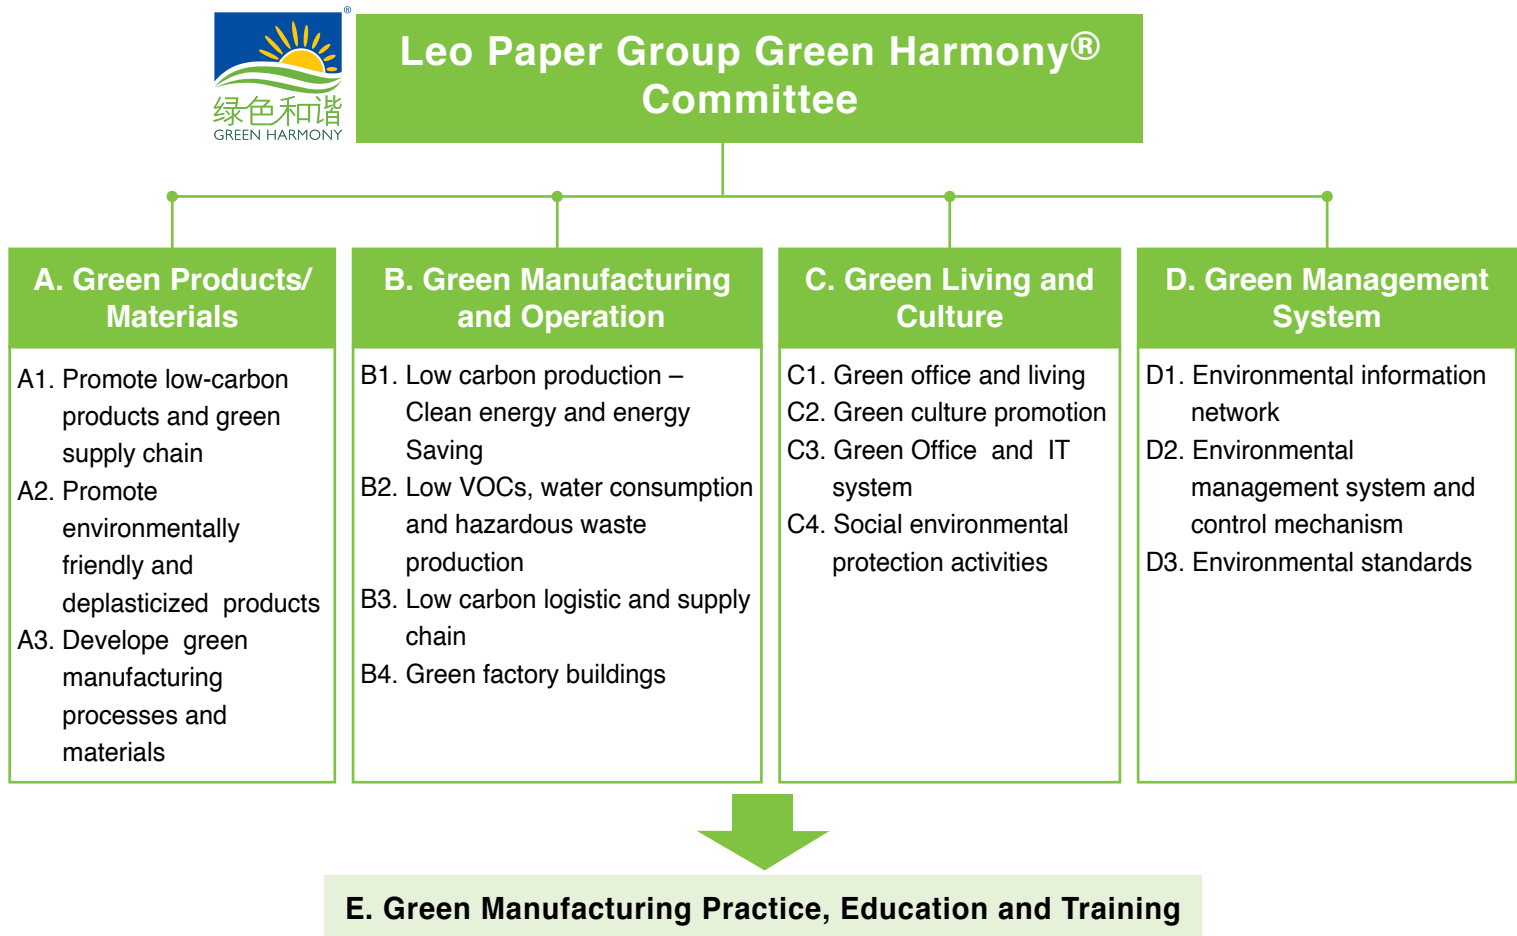 ®
绿色和谐
GREEN HARMONY
Leo Paper Group Green Harmony®
Committee
A. Green Products/
Materials
A1. Promote low-carbon
products and green
supply chain
A2. Promote
environmentally
friendly and
deplasticized products
A3. Develope green
manufacturing
processes and
materials
B. Green Manufacturing
and Operation
B1. Low carbon production –
Clean energy and energy
Saving
B2. Low VOCs, water consumption
and hazardous waste
production
B3. Low carbon logistic and supply
chain
B4. Green factory buildings
C. Green Living and
Culture
C1. Green office and living
C2. Green culture promotion
C3. Green Office and IT
system
C4. Social environmental
protection activities
D. Green Management
System
D1. Environmental information
network
D2. Environmental
management system and
control mechanism
D3. Environmental standards
E. Green Manufacturing Practice, Education and Training